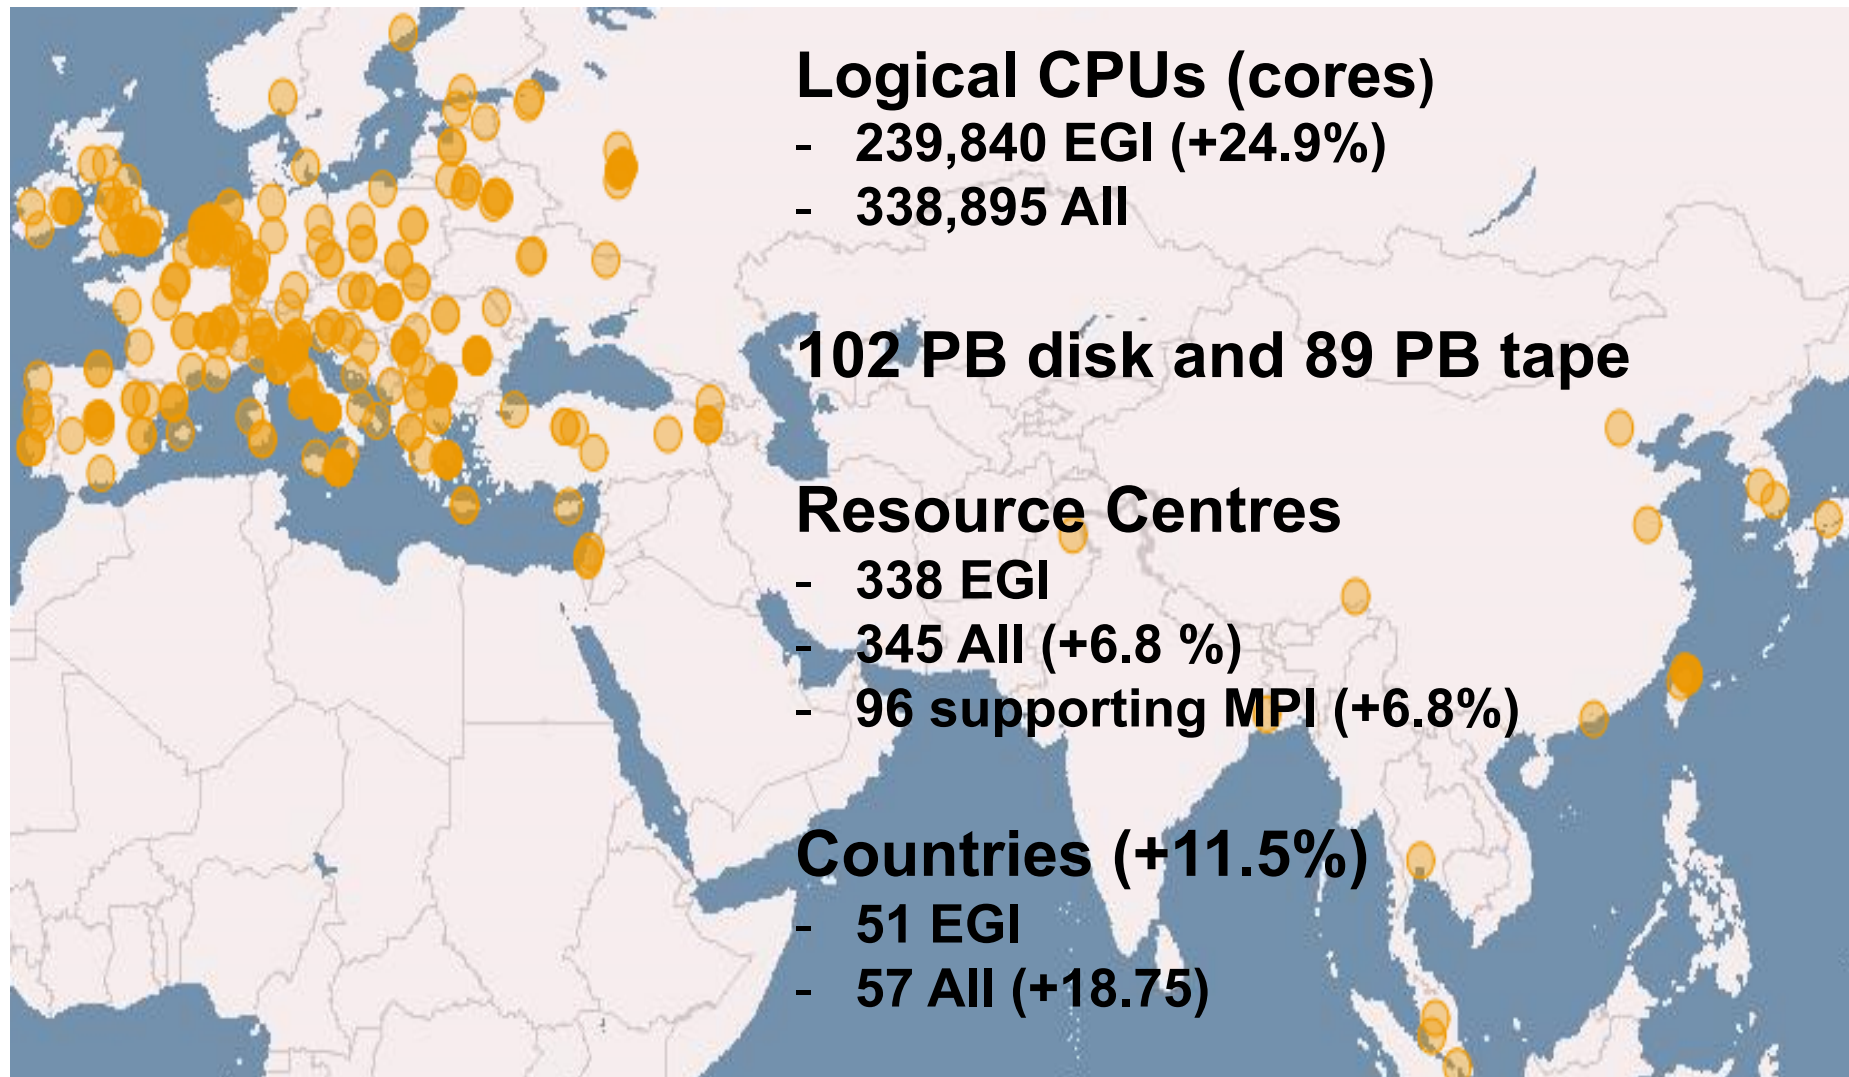 Logical CPUs (cores)
- 239,840 EGI (+24.9%)
- 338,895 All
102 PB disk and 89 PB tape
Resource Centres
- 338 EGI
- 345 All (+6.8 %)
- 96 supporting MPI (+6.8%)
Countries (+11.5%)
- 51 EGI
- 57 All (+18.75)